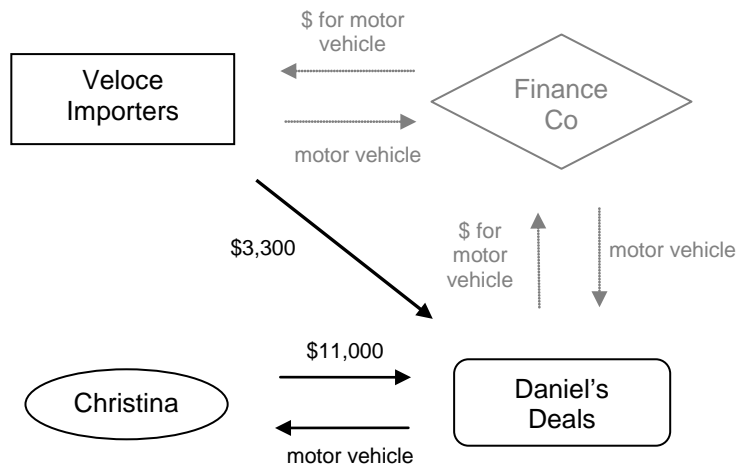 $ for motor
vehicle
Veloce
Importers
Finance
Co
motor vehicle
$3,300
$ for
motor
vehicle
motor vehicle
$11,000
Christina
Daniel's
Deals
motor vehicle